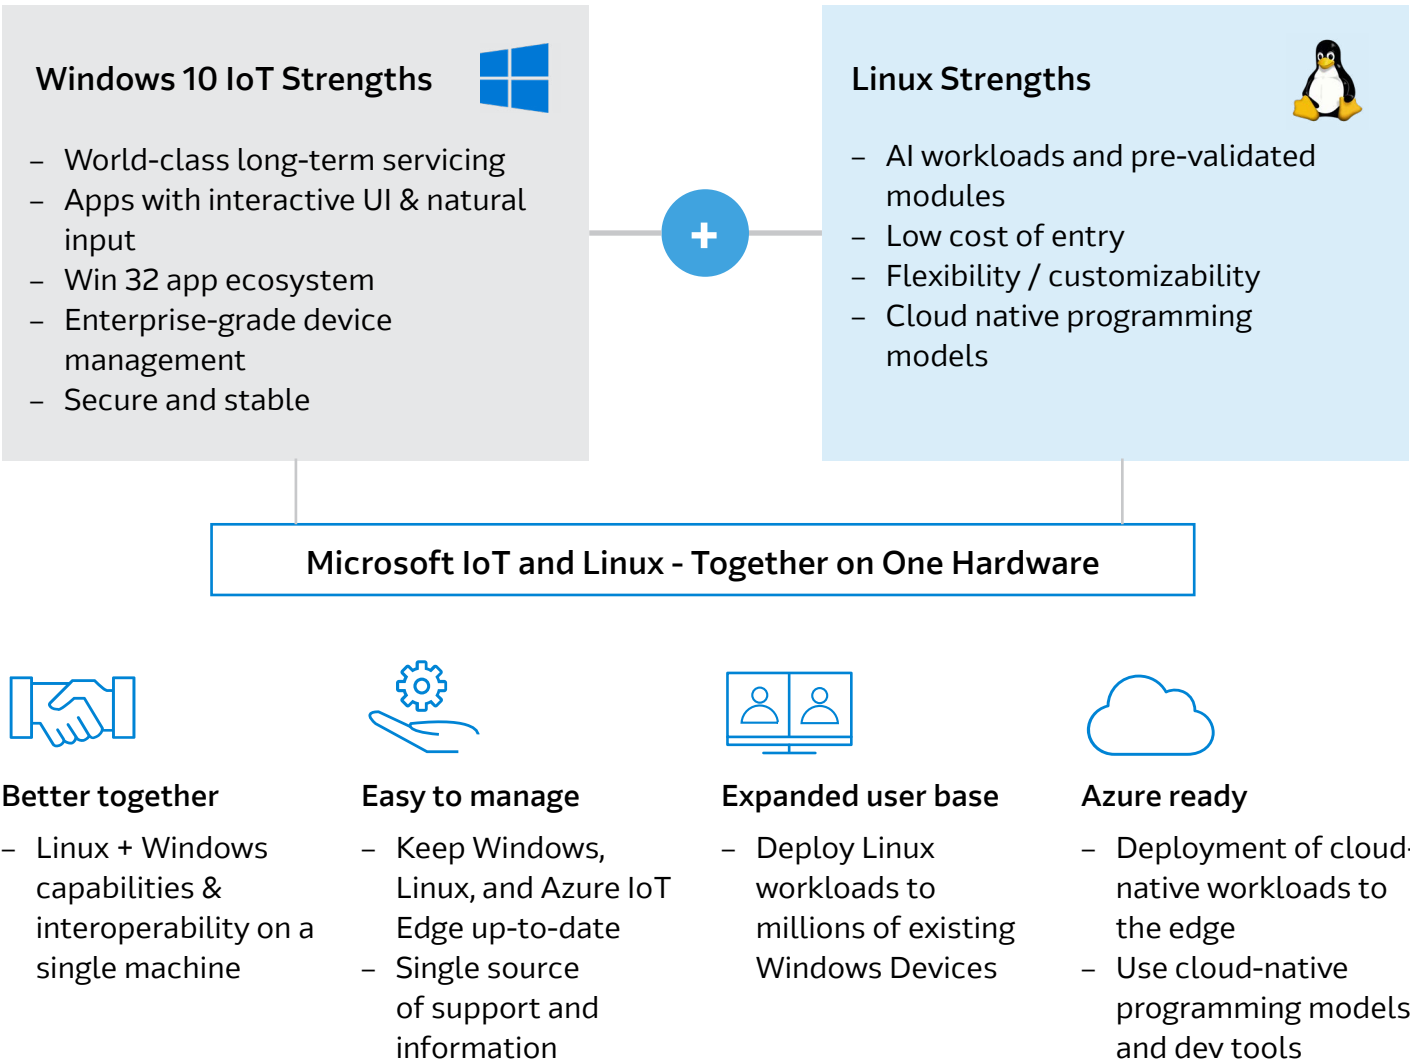 Windows 10 IoT Strengths
– World-class long-term servicing
– Apps with interactive UI & natural
input
– Win 32 app ecosystem
– Enterprise-grade device
management
– Secure and stable
+
Linux Strengths
– AI workloads and pre-validated
modules
– Low cost of entry
– Flexibility / customizability
– Cloud native programming
models
Microsoft IoT and Linux - Together on One Hardware
Better together
– Linux + Windows
capabilities &
interoperability on a
single machine
Easy to manage
– Keep Windows,
Linux, and Azure IoT
Edge up-to-date
– Single source
of support and
information
Expanded user base
– Deploy Linux
workloads to
millions of existing
Windows Devices
Azure ready
– Deployment of cloud-
native workloads to
the edge
– Use cloud-native
programming models
and dev tools